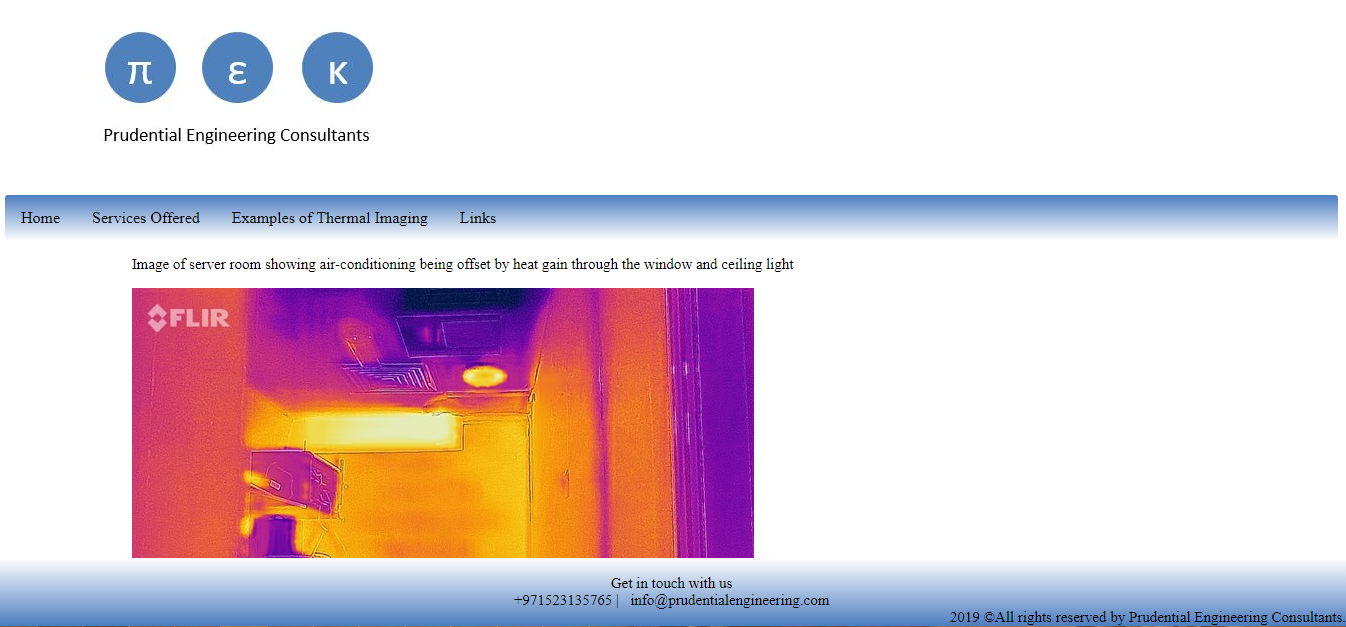 π ε κ
Prudential Engineering Consultants
Home Services Offered Examples of Thermal Imaging Links
Image of server room showing air-conditioning being offset by heat gain through the window and ceiling light
FLIR
Get in touch with us
+971523135765 | info@prudentialengineering.com
2019 ©All rights reserved by Prudential Engineering Consultants.